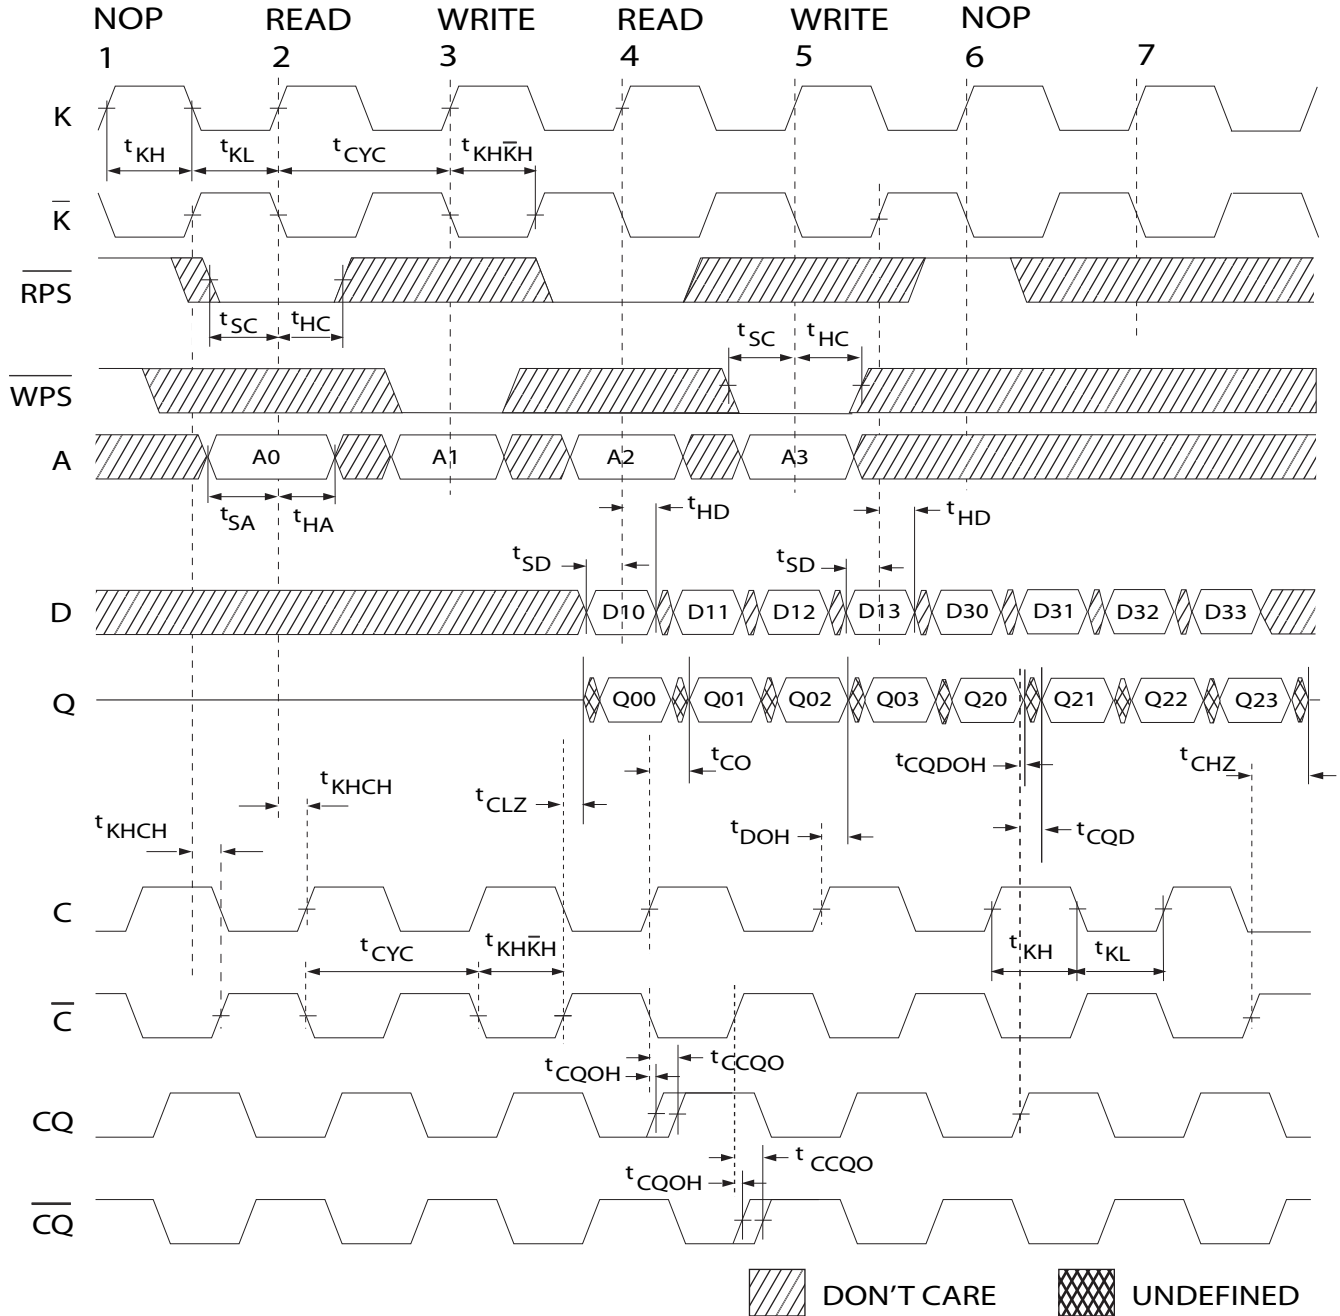 NOP READ WRITE READ WRITE NOP
1 2 3 4 5 6 7
K
tKH tKL tCYC tKHK̅H
K̅
R̅P̅S̅
tSC tHC
tSC tHC
W̅P̅S̅
A A0 A1 A2 A3
tSA tHA
tHD tHD
tSD tSD
D D10 D11 D12 D13 D30 D31 D32 D33
Q Q00 Q01 Q02 Q03 Q20 Q21 Q22 Q23
tCO tCQDOH tCHZ
tKHCH tCLZ
tKHCH tDOH tCQD
C
tCYC tKHK̅H tKH tKL
C̅
tCQOH tCCQO
CQ
tCQOH tCCQO
C̅Q̅
DON'T CARE UNDEFINED